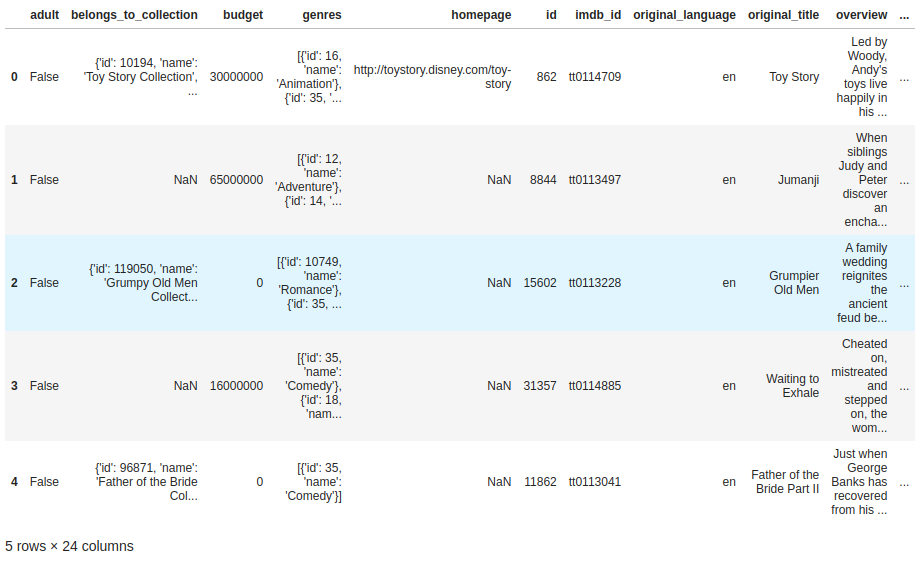 adult belongs_to_collection budget genres homepage id imdb_id original_language original_title overview ...
0 False {'id': 10194, 'name': 'Toy Story Collection', ... 30000000 [{'id': 16, 'name': 'Animation'}, {'id': 35, '... http://toystory.disney.com/toy-story 862 tt0114709 en Toy Story Led by Woody, Andy's toys live happily in his ... ...
1 False NaN 65000000 [{'id': 12, 'name': 'Adventure'}, {'id': 14, '... NaN 8844 tt0113497 en Jumanji When siblings Judy and Peter discover an encha... ...
2 False {'id': 119050, 'name': 'Grumpy Old Men Collect... 0 [{'id': 10749, 'name': 'Romance'}, {'id': 35, ... NaN 15602 tt0113228 en Grumpier Old Men A family wedding reignites the ancient feud be... ...
3 False NaN 16000000 [{'id': 35, 'name': 'Comedy'}, {'id': 18, 'nam... NaN 31357 tt0114885 en Waiting to Exhale Cheated on, mistreated and stepped on, the wom... ...
4 False {'id': 96871, 'name': 'Father of the Bride Col... 0 [{'id': 35, 'name': 'Comedy'}] NaN 11862 tt0113041 en Father of the Bride Part II Just when George Banks has recovered from his ... ...
5 rows × 24 columns